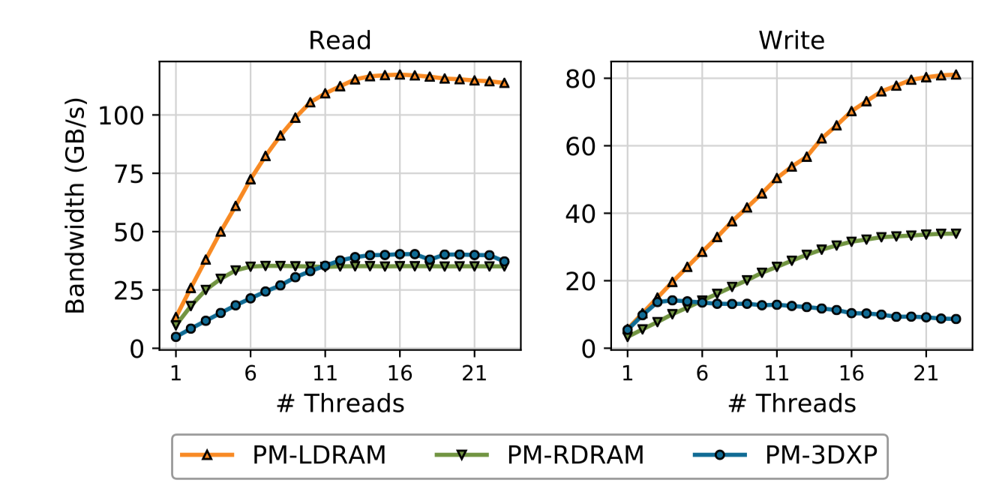 Read
Write
Bandwidth (GB/s)
100
75
50
25
0
1 6 11 16 21
# Threads
80
60
40
20
0
1 6 11 16 21
# Threads
PM-LDRAM PM-RDRAM PM-3DXP